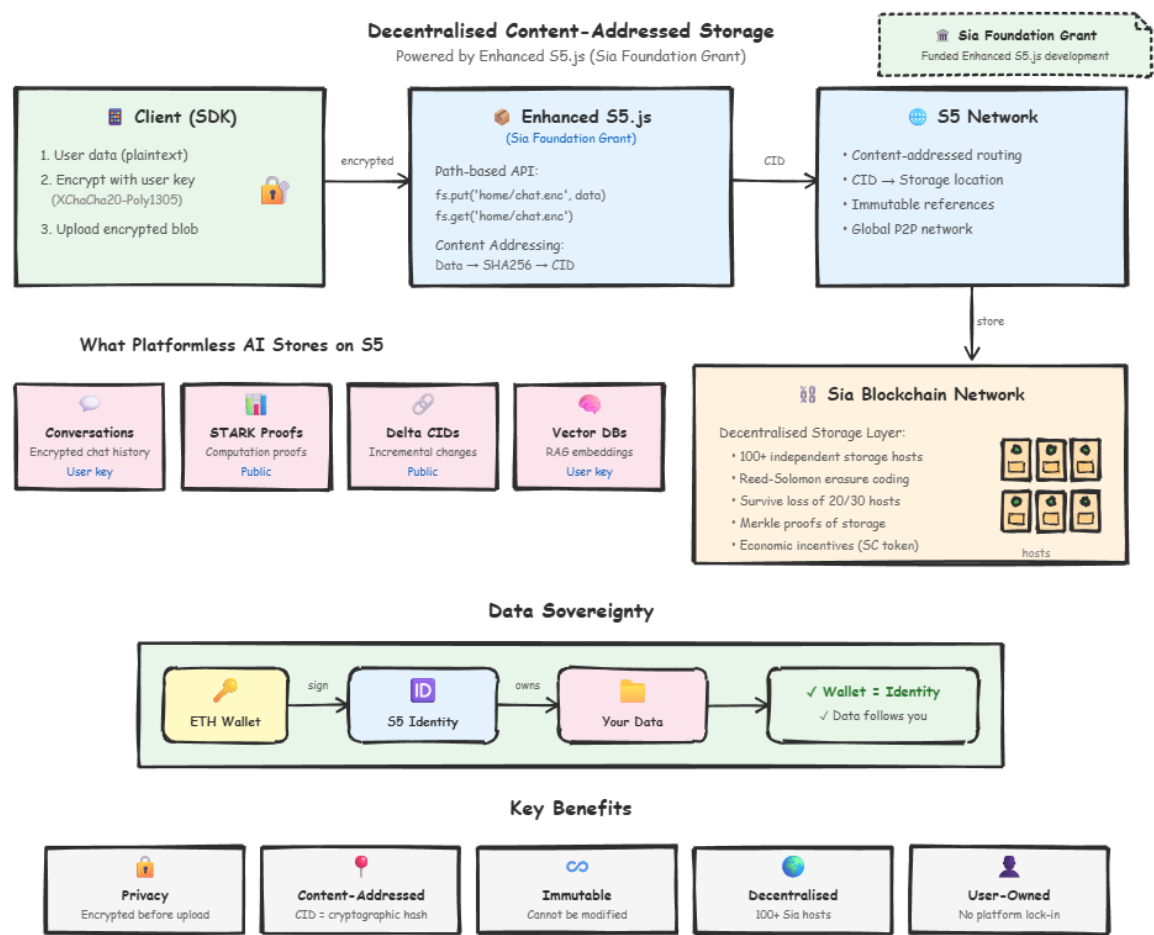 Decentralised Content-Addressed Storage
Powered by Enhanced S5.js (Sia Foundation Grant)
Sia Foundation Grant
Funded Enhanced S5.js development
Client (SDK)
1. User data (plaintext)
2. Encrypt with user key
(XChaCha20-Poly1305)
3. Upload encrypted blob
encrypted
Enhanced S5.js
(Sia Foundation Grant)
Path-based API:
fs.put('home/chat.enc', data)
fs.get('home/chat.enc')
Content Addressing:
Data → SHA256 → CID
CID
S5 Network
• Content-addressed routing
• CID → Storage location
• Immutable references
• Global P2P network
store
What Platformless AI Stores on S5
Conversations
Encrypted chat history
User key
STARK Proofs
Computation proofs
Public
Delta CIDs
Incremental changes
Public
Vector DBs
RAG embeddings
User key
Sia Blockchain Network
Decentralised Storage Layer:
• 100+ independent storage hosts
• Reed-Solomon erasure coding
• Survive loss of 20/30 hosts
• Merkle proofs of storage
• Economic incentives (SC token)
hosts
Data Sovereignty
ETH Wallet
sign
ID
S5 Identity
owns
Your Data
✓ Wallet = Identity
✓ Data follows you
Key Benefits
Privacy
Encrypted before upload
Content-Addressed
CID = cryptographic hash
Immutable
Cannot be modified
Decentralised
100+ Sia hosts
User-Owned
No platform lock-in